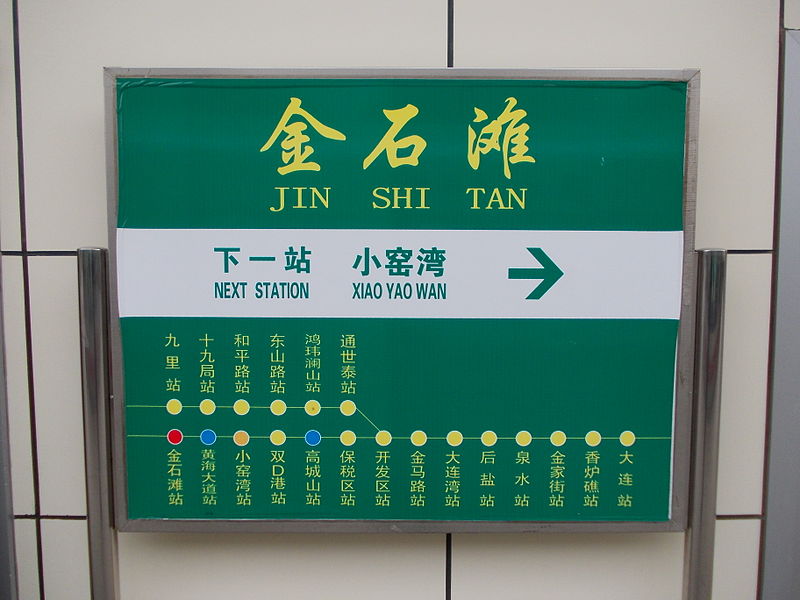 金石滩
JIN SHI TAN
下一站 小窑湾
NEXT STATION XIAO YAO WAN
九里站
十九局站
和平路站
东山路站
鸿玮澜山站
通世泰站
金石滩站
黄海大道站
小窑湾站
双D港站
高城山站
保税区站
开发区站
金马路站
大连湾站
后盐站
泉水站
金家街站
香炉礁站
大连站